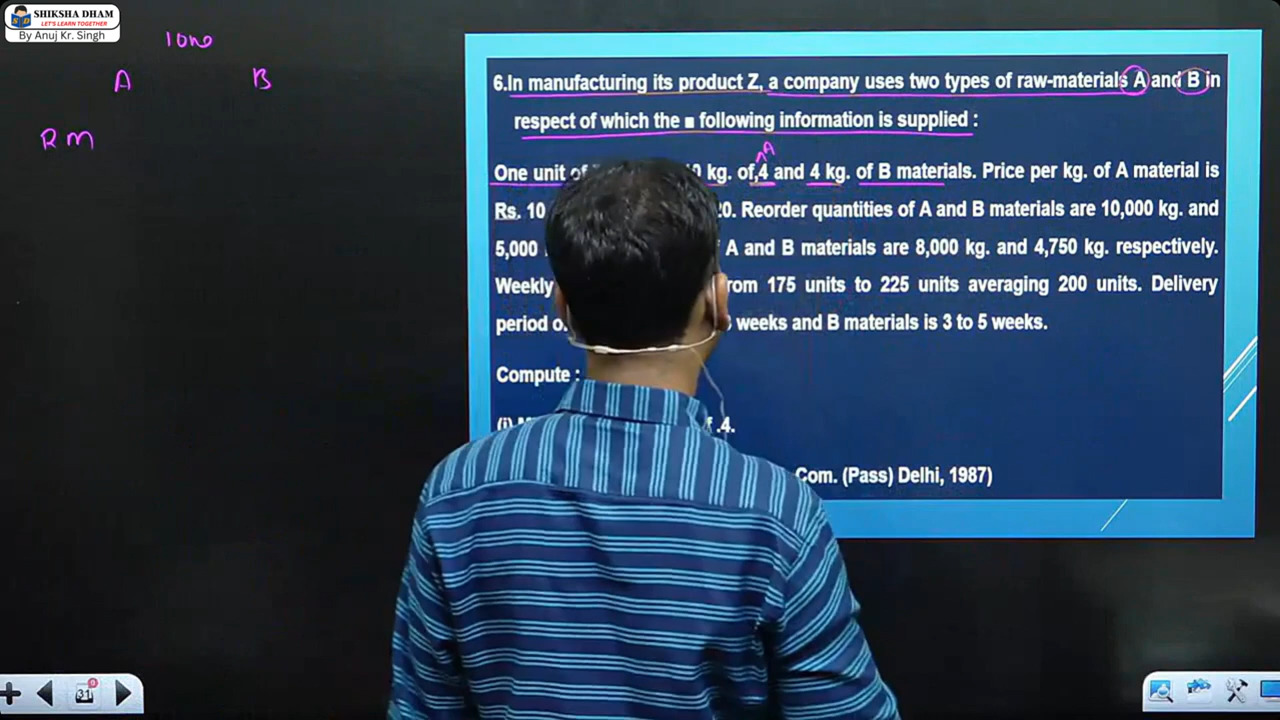 SHIKSHA DHAM
LET'S LEARN TOGETHER
By Anuj Kr. Singh
A B
RM
6.In manufacturing its product Z, a company uses two types of raw-materials A and B in
respect of which the ■ following information is supplied :
A
One unit of kg. of,4 and 4 kg. of B materials. Price per kg. of A material is
Rs. 10 20. Reorder quantities of A and B materials are 10,000 kg. and
5,000 A and B materials are 8,000 kg. and 4,750 kg. respectively.
Weekly from 175 units to 225 units averaging 200 units. Delivery
period weeks and B materials is 3 to 5 weeks.
Compute :
(i) .4.
Com. (Pass) Delhi, 1987)
31